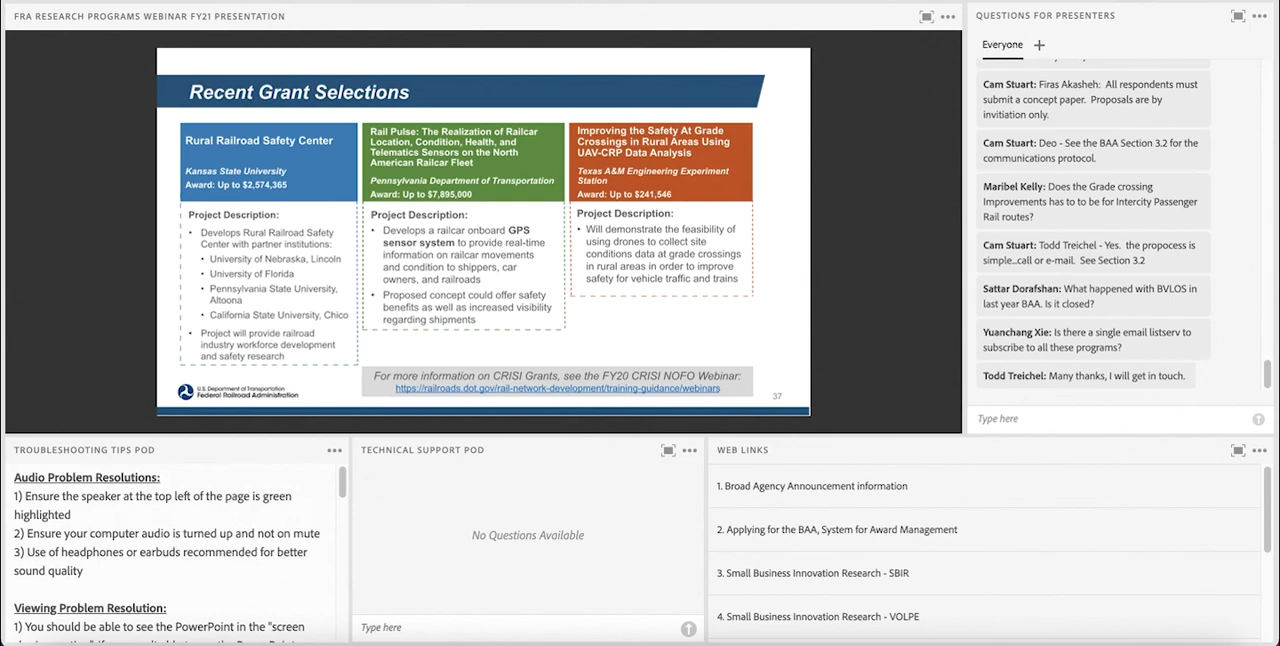 FRA RESEARCH PROGRAMS WEBINAR FY21 PRESENTATION
Recent Grant Selections
Rural Railroad Safety Center
Kansas State University
Award: Up to $2,574,365
Project Description:
• Develops Rural Railroad Safety
Center with partner institutions:
• University of Nebraska, Lincoln
• University of Florida
• Pennsylvania State University,
Altoona
• California State University, Chico
• Project will provide railroad
industry workforce development
and safety research
Rail Pulse: The Realization of Railcar
Location, Condition, Health, and
Telematics Sensors on the North
American Railcar Fleet
Pennsylvania Department of Transportation
Award: Up to $7,895,000
Project Description:
• Develops a railcar onboard GPS
sensor system to provide real-time
information on railcar movements
and condition to shippers, car
owners, and railroads
• Proposed concept could offer safety
benefits as well as increased visibility
regarding shipments
Improving the Safety At Grade
Crossings in Rural Areas Using
UAV-CRP Data Analysis
Texas A&M Engineering Experiment
Station
Award: Up to $241,546
Project Description:
• Will demonstrate the feasibility of
using drones to collect site
conditions data at grade crossings
in rural areas in order to improve
safety for vehicle traffic and trains
For more information on CRISI Grants, see the FY20 CRISI NOFO Webinar:
https://railroads.dot.gov/rail-network-development/training-guidance/webinars
U.S. Department of Transportation
Federal Railroad Administration
37
QUESTIONS FOR PRESENTERS
Everyone
Cam Stuart: Firas Akasheh: All respondents must
submit a concept paper. Proposals are by
invitiation only.
Cam Stuart: Deo - See the BAA Section 3.2 for the
communications protocol.
Maribel Kelly: Does the Grade crossing
Improvements has to to be for Intercity Passenger
Rail routes?
Cam Stuart: Todd Treichel - Yes. the propocess is
simple...call or e-mail. See Section 3.2
Sattar Dorafshan: What happened with BVLOS in
last year BAA. Is it closed?
Yuanchang Xie: Is there a single email listserv to
subscribe to all these programs?
Todd Treichel: Many thanks, I will get in touch.
Type here
TROUBLESHOOTING TIPS POD
Audio Problem Resolutions:
1) Ensure the speaker at the top left of the page is green
highlighted
2) Ensure your computer audio is turned up and not on mute
3) Use of headphones or earbuds recommended for better
sound quality
Viewing Problem Resolution:
1) You should be able to see the PowerPoint in the "screen
TECHNICAL SUPPORT POD
No Questions Available
Type here
WEB LINKS
1. Broad Agency Announcement information
2. Applying for the BAA, System for Award Management
3. Small Business Innovation Research - SBIR
4. Small Business Innovation Research - VOLPE